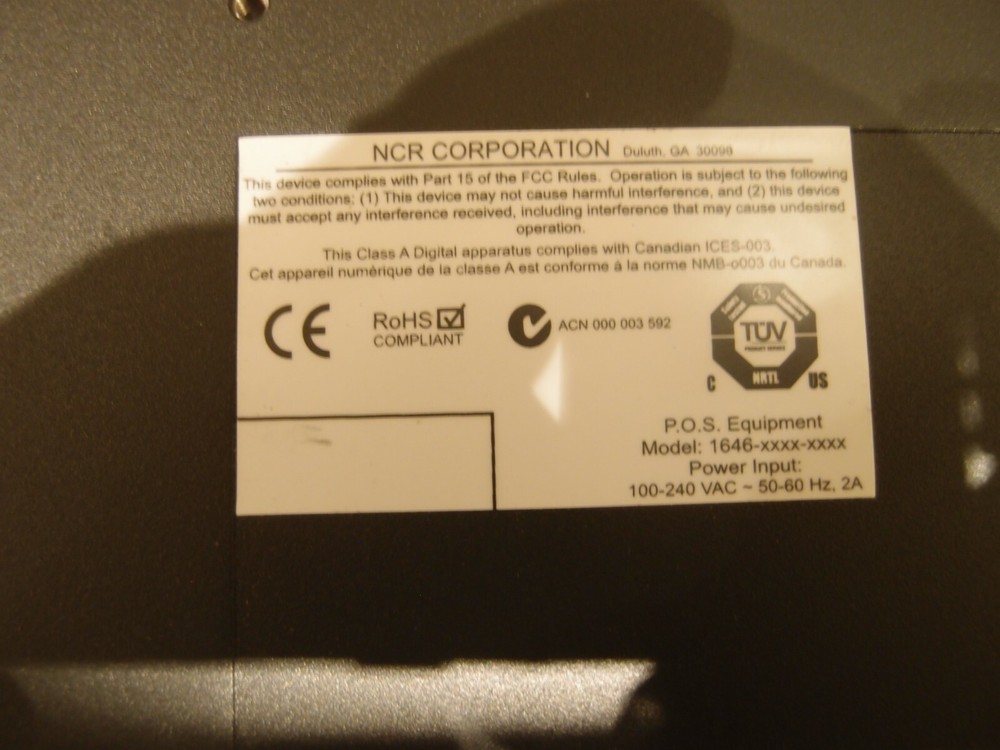 NCR CORPORATION Duluth, GA 30098
This device complies with Part 15 of the FCC Rules. Operation is subject to the following
two conditions: (1) This device may not cause harmful interference, and (2) this device
must accept any interference received, including interference that may cause undesired
operation.
This Class A Digital apparatus complies with Canadian ICES-003.
Cet appareil numérique de la classe A est conforme à la norme NMB-o003 du Canada.
CE
RoHS
COMPLIANT
ACN 000 003 592
TÜV
PRODUCT SERVICE
NRTL
C US
P.O.S. Equipment
Model: 1646-xxxx-xxxx
Power Input:
100-240 VAC ~ 50-60 Hz, 2A